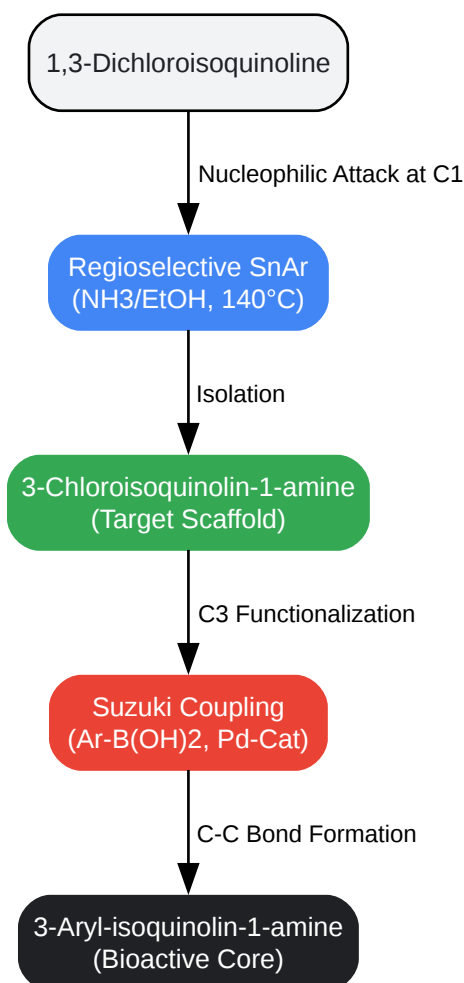 1,3-Dichloroisoquinoline
Nucleophilic Attack at C1
Regioselective SnAr
(NH3/EtOH, 140°C)
Isolation
3-Chloroisoquinolin-1-amine
(Target Scaffold)
C3 Functionalization
Suzuki Coupling
(Ar-B(OH)2, Pd-Cat)
C-C Bond Formation
3-Aryl-isoquinolin-1-amine
(Bioactive Core)